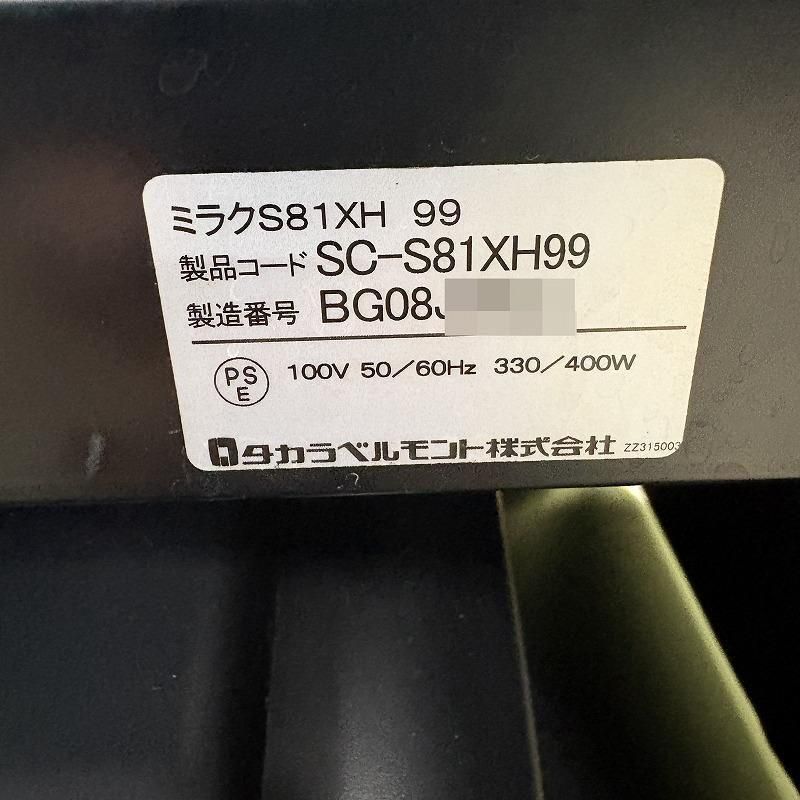 ミラクS81XH 99
製品コード SC-S81XH99
製造番号 BG08J
PSE 100V 50/60Hz 330/400W
タカラベルモント株式会社 ZZ315003